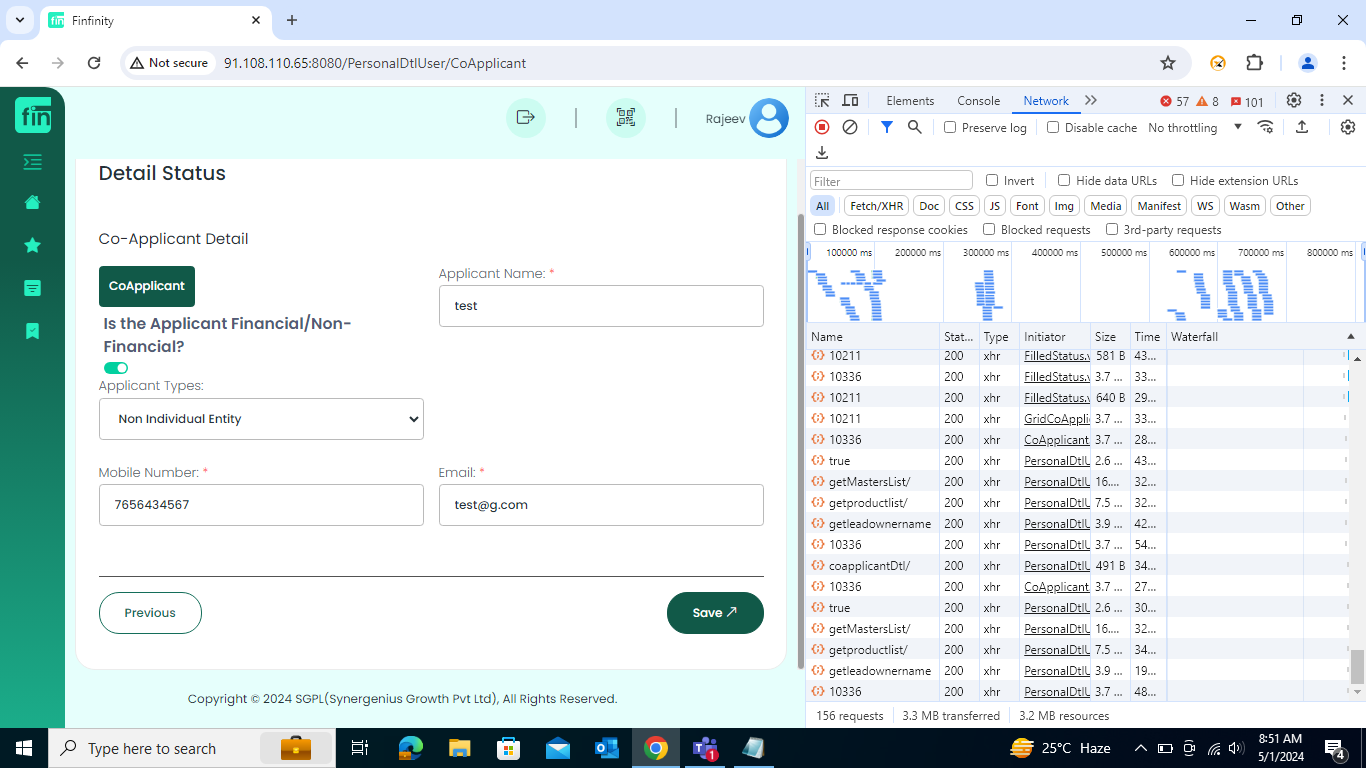 fin Finfinity
Not secure 91.108.110.65:8080/PersonalDtlUser/CoApplicant
fin
Rajeev
Detail Status
Co-Applicant Detail
CoApplicant
Applicant Name: *
test
Is the Applicant Financial/Non-
Financial?
Applicant Types:
Non Individual Entity
Mobile Number: *
Email: *
7656434567
test@g.com
Previous
Save
Copyright © 2024 SGPL(Synergenius Growth Pvt Ltd), All Rights Reserved.
Elements Console Network 57 8 101
Preserve log Disable cache No throttling
Filter Invert Hide data URLs Hide extension URLs
All Fetch/XHR Doc CSS JS Font Img Media Manifest WS Wasm Other
Blocked response cookies Blocked requests 3rd-party requests
100000 ms 200000 ms 300000 ms 400000 ms 500000 ms 600000 ms 700000 ms 800000 ms
Name Stat... Type Initiator Size Time Waterfall
10211 200 xhr FilledStatus.v 581 B 43...
10336 200 xhr FilledStatus.v 3.7 ... 33...
10211 200 xhr FilledStatus.v 640 B 29...
10211 200 xhr GridCoApplic 3.7 ... 33...
10336 200 xhr CoApplicant. 3.7 ... 28...
true 200 xhr PersonalDtlU 2.6 ... 43...
getMastersList/ 200 xhr PersonalDtlU 16.... 32...
getproductlist/ 200 xhr PersonalDtlU 7.5 ... 32...
getleadownername 200 xhr PersonalDtlU 3.9 ... 42...
10336 200 xhr PersonalDtlU 3.7 ... 54...
coapplicantDtl/ 200 xhr PersonalDtlU 491 B 34...
10336 200 xhr CoApplicant. 3.7 ... 27...
true 200 xhr PersonalDtlU 2.6 ... 30...
getMastersList/ 200 xhr PersonalDtlU 16.... 32...
getproductlist/ 200 xhr PersonalDtlU 7.5 ... 34...
getleadownername 200 xhr PersonalDtlU 3.9 ... 19...
10336 200 xhr PersonalDtlU 3.7 ... 48...
156 requests 3.3 MB transferred 3.2 MB resources
Type here to search
1
25°C Haze
8:51 AM
5/1/2024
4